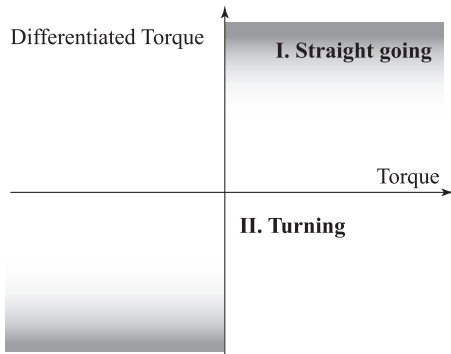 Differentiated Torque
I. Straight going
Torque
II. Turning